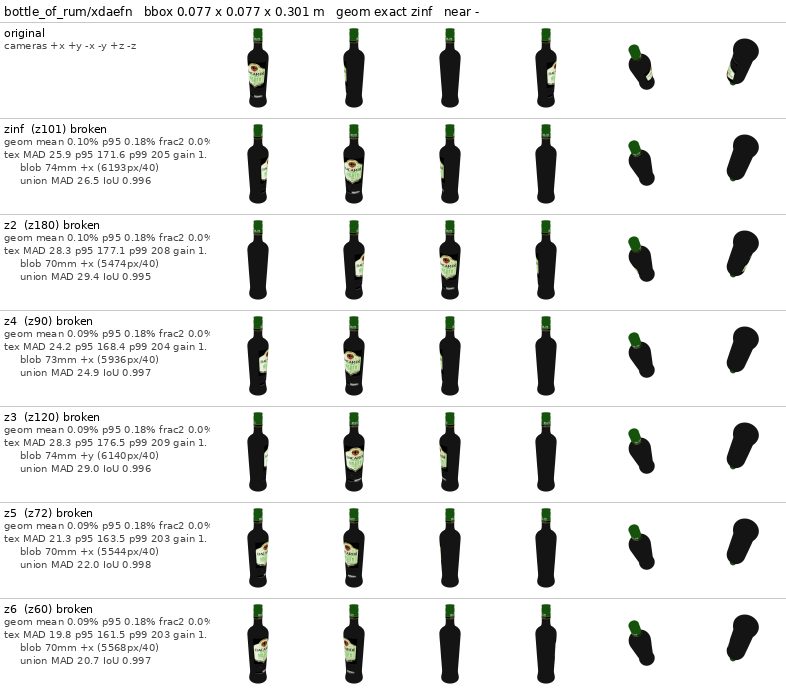 bottle_of_rum/xdaefn bbox 0.077 x 0.077 x 0.301 m geom exact zinf near -
original
cameras +x +y -x -y +z -z
zinf (z101) broken
geom mean 0.10% p95 0.18% frac2 0.0%
tex MAD 25.9 p95 171.6 p99 205 gain 1.
blob 74mm +x (6193px/40)
union MAD 26.5 IoU 0.996
z2 (z180) broken
geom mean 0.10% p95 0.18% frac2 0.0%
tex MAD 28.3 p95 177.1 p99 208 gain 1.
blob 70mm +x (5474px/40)
union MAD 29.4 IoU 0.995
z4 (z90) broken
geom mean 0.09% p95 0.18% frac2 0.0%
tex MAD 24.2 p95 168.4 p99 204 gain 1.
blob 73mm +x (5936px/40)
union MAD 24.9 IoU 0.997
z3 (z120) broken
geom mean 0.09% p95 0.18% frac2 0.0%
tex MAD 28.3 p95 176.5 p99 209 gain 1.
blob 74mm +y (6140px/40)
union MAD 29.0 IoU 0.996
z5 (z72) broken
geom mean 0.09% p95 0.18% frac2 0.0%
tex MAD 21.3 p95 163.5 p99 203 gain 1.
blob 70mm +x (5544px/40)
union MAD 22.0 IoU 0.998
z6 (z60) broken
geom mean 0.09% p95 0.18% frac2 0.0%
tex MAD 19.8 p95 161.5 p99 203 gain 1.
blob 70mm +x (5568px/40)
union MAD 20.7 IoU 0.997